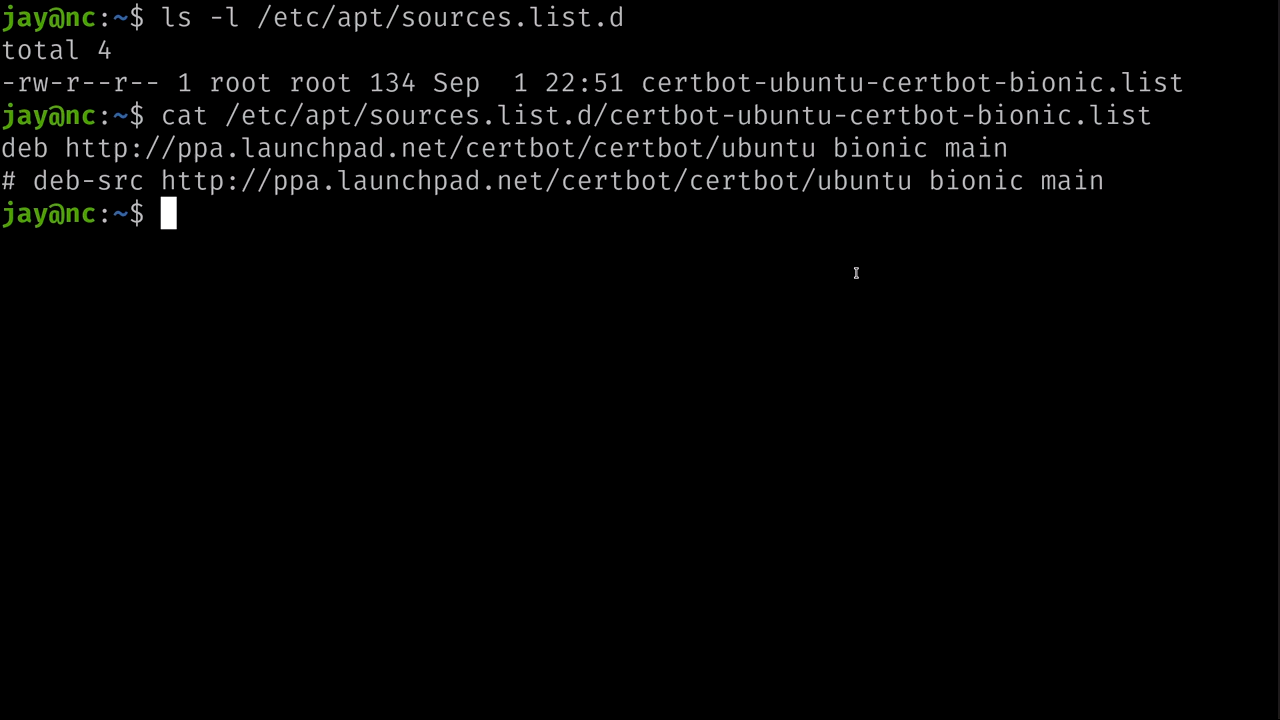 jay@nc:~$ ls -l /etc/apt/sources.list.d
total 4
-rw-r--r-- 1 root root 134 Sep  1 22:51 certbot-ubuntu-certbot-bionic.list
jay@nc:~$ cat /etc/apt/sources.list.d/certbot-ubuntu-certbot-bionic.list
deb http://ppa.launchpad.net/certbot/certbot/ubuntu bionic main
# deb-src http://ppa.launchpad.net/certbot/certbot/ubuntu bionic main
jay@nc:~$